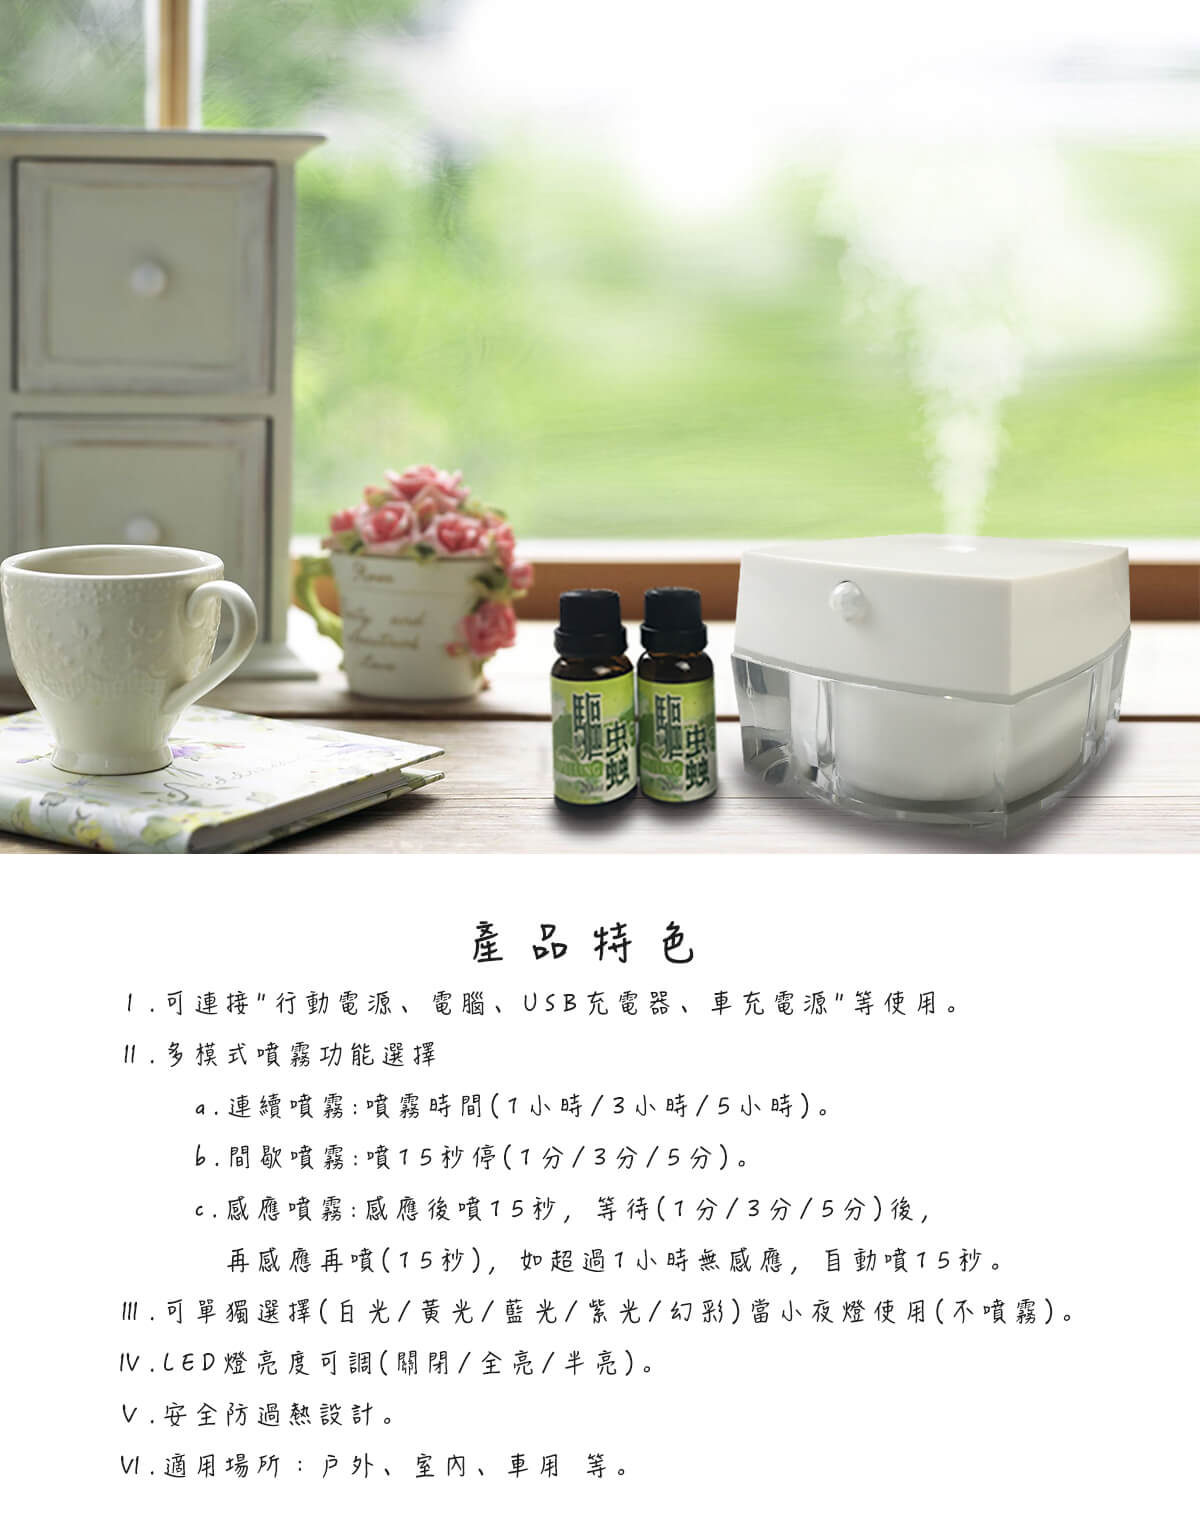 Roses
驅虫蟲
20ml
驅虫蟲
20ml
產品特色
I.可連接"行動電源、電腦、USB充電器、車充電源"等使用。
II.多模式噴霧功能選擇
a.連續噴霧:噴霧時間(1小時/3小時/5小時)。
b.間歇噴霧:噴15秒停(1分/3分/5分)。
c.感應噴霧:感應後噴15秒, 等待(1分/3分/5分)後,
再感應再噴(15秒), 如超過1小時無感應, 自動噴15秒。
III.可單獨選擇(白光/黃光/藍光/紫光/幻彩)當小夜燈使用(不噴霧)。
IV.LED燈亮度可調(關閉/全亮/半亮)。
V.安全防過熱設計。
VI.適用場所：戶外、室內、車用 等。